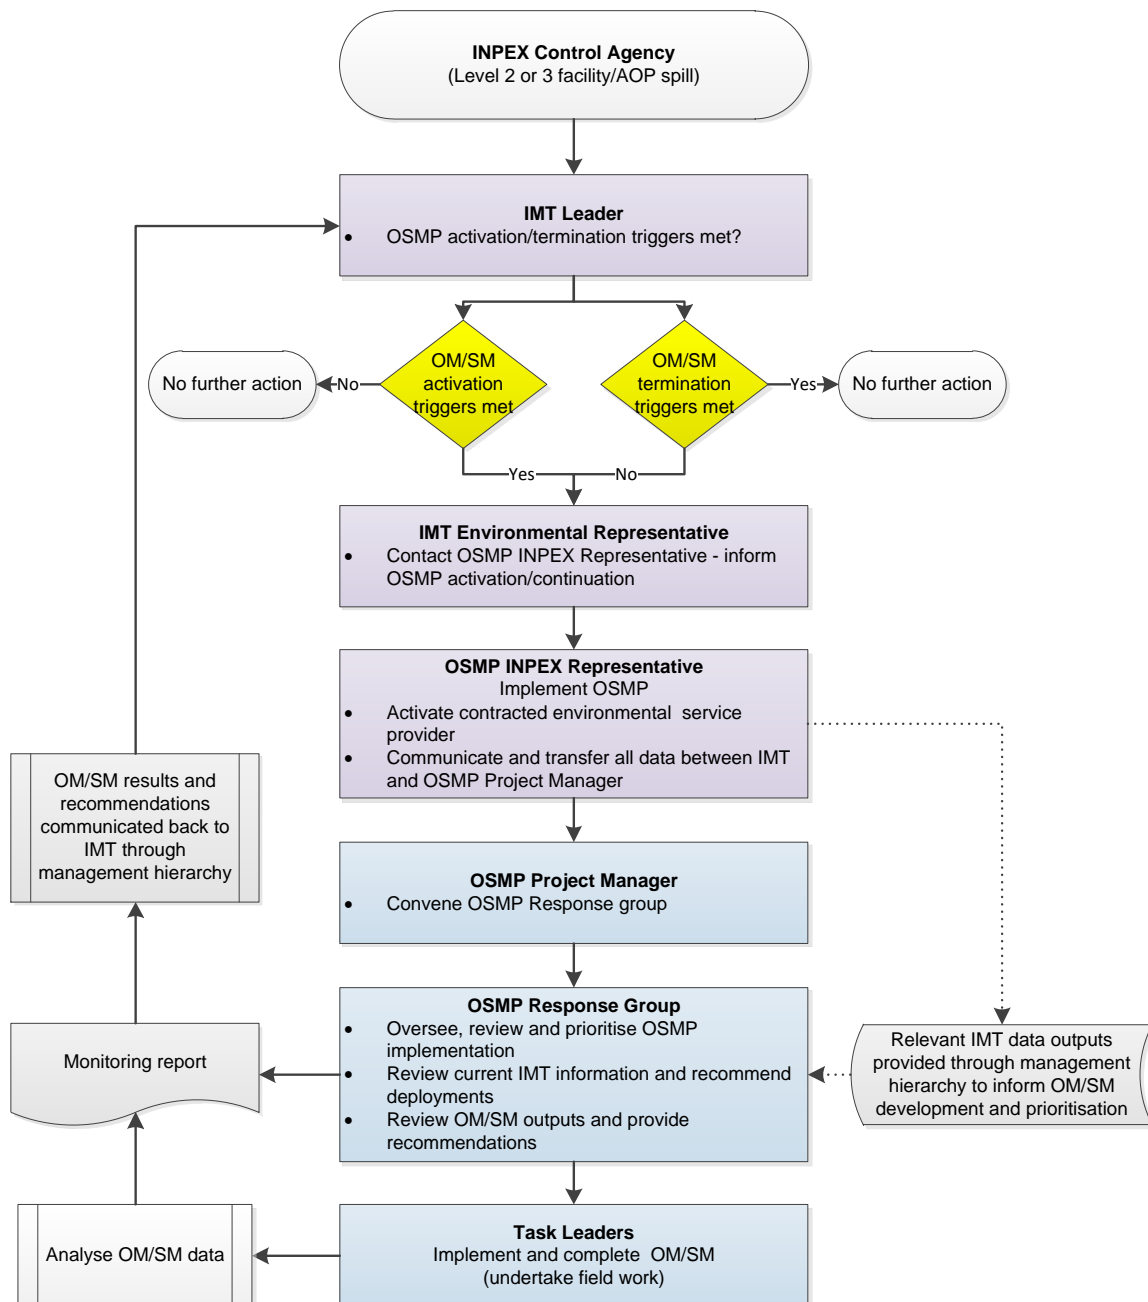 INPEX Control Agency
(Level 2 or 3 facility/AOP spill)
IMT Leader
• OSMP activation/termination triggers met?
OM/SM
activation
triggers met
OM/SM
termination
triggers met
No further action
No
Yes
No further action
Yes
No
IMT Environmental Representative
• Contact OSMP INPEX Representative - inform
OSMP activation/continuation
OSMP INPEX Representative
Implement OSMP
• Activate contracted environmental service
provider
• Communicate and transfer all data between IMT
and OSMP Project Manager
OM/SM results and
recommendations
communicated back to
IMT through
management hierarchy
OSMP Project Manager
• Convene OSMP Response group
OSMP Response Group
• Oversee, review and prioritise OSMP
implementation
• Review current IMT information and recommend
deployments
• Review OM/SM outputs and provide
recommendations
Monitoring report
Relevant IMT data outputs
provided through management
hierarchy to inform OM/SM
development and prioritisation
Task Leaders
Implement and complete OM/SM
(undertake field work)
Analyse OM/SM data